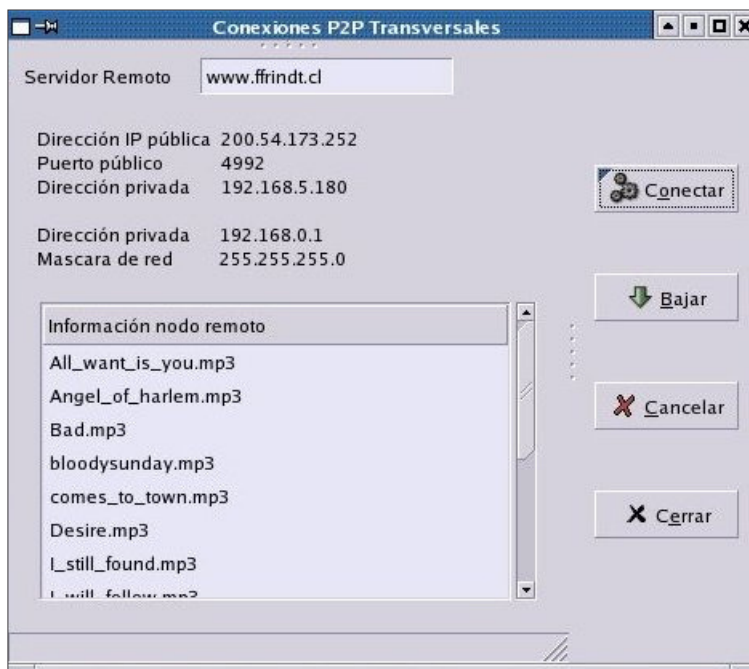 Conexiones P2P Transversales
Servidor Remoto www.ffrindt.cl
Dirección IP pública 200.54.173.252
Puerto público 4992
Dirección privada 192.168.5.180
Conectar
Dirección privada 192.168.0.1
Mascara de red 255.255.255.0
Bajar
Información nodo remoto
All_want_is_you.mp3
Angel_of_harlem.mp3
Bad.mp3
Cancelar
bloodysunday.mp3
comes_to_town.mp3
Cerrar
Desire.mp3
I_still_found.mp3
I_will_follow.mp3